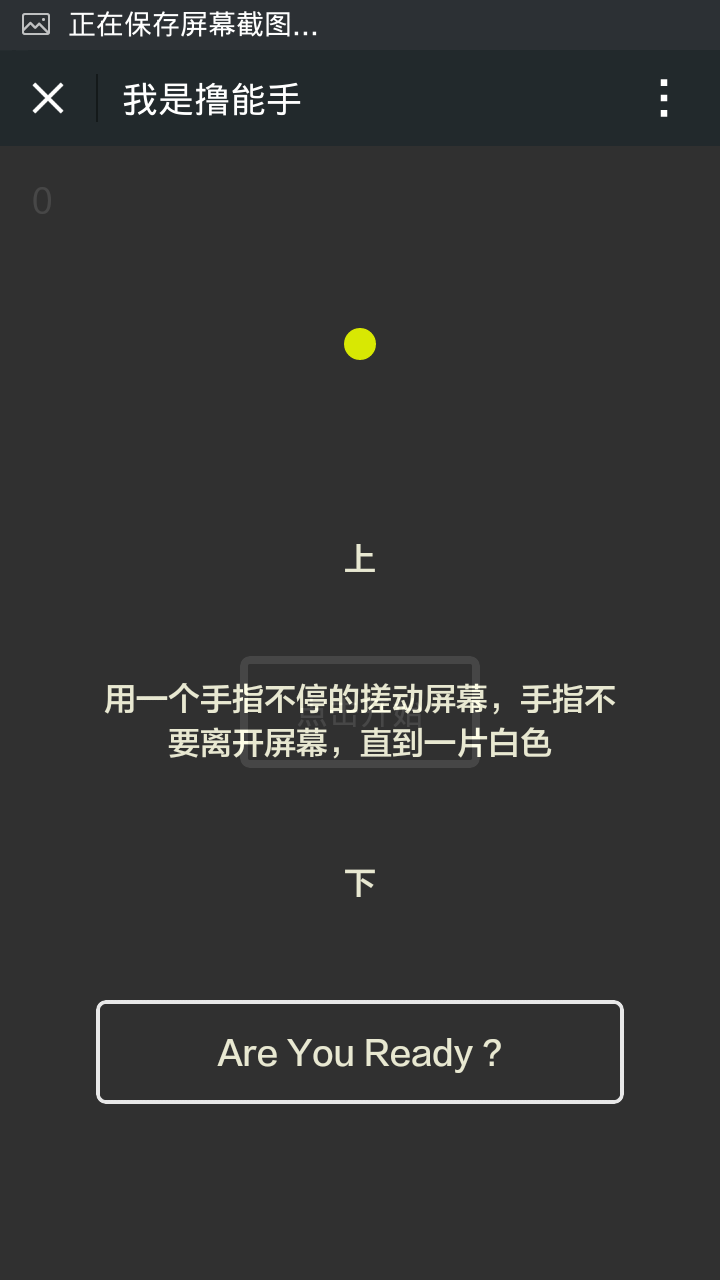 正在保存屏幕截图...
我是撸能手
0
上
点击开始
用一个手指不停的搓动屏幕，手指不
要离开屏幕，直到一片白色
下
Are You Ready ?